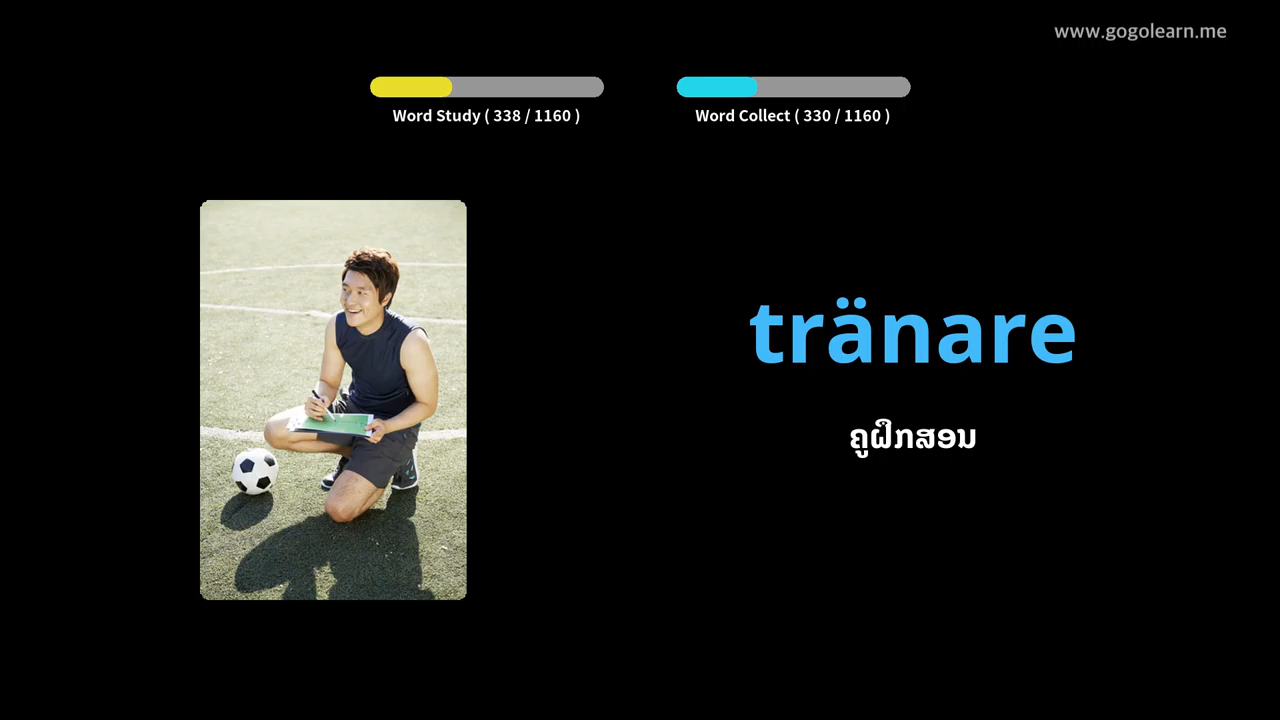 www.gogolearn.me
Word Study ( 338 / 1160 )
Word Collect ( 330 / 1160 )
tränare
ຄູຝຶກສອນ